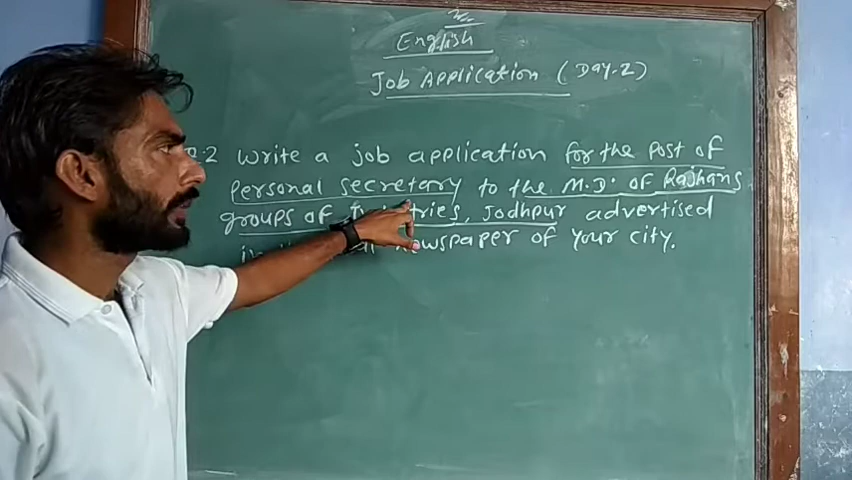 English
Job Application (Day-2)
.2 Write a job application for the post of
Personal secretary to the M.D. of Rajhans
groups of Industries, Jodhpur advertised
newspaper of your city.